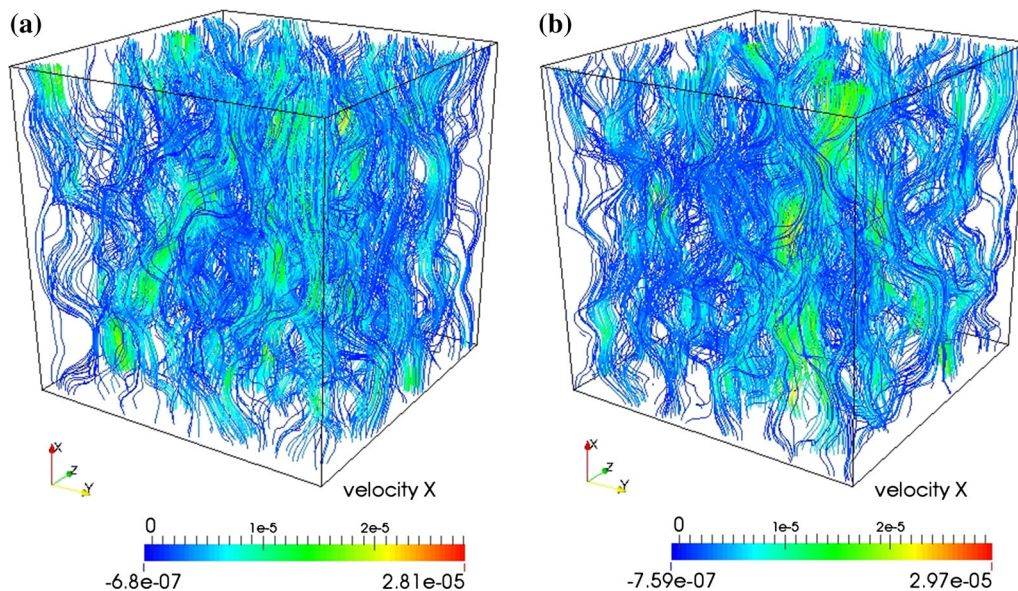 (a)
(b)
X
Z
Y
velocity X
0 1e-5 2e-5
-6.8e-07 2.81e-05
X
Z
Y
velocity X
0 1e-5 2e-5
-7.59e-07 2.97e-05